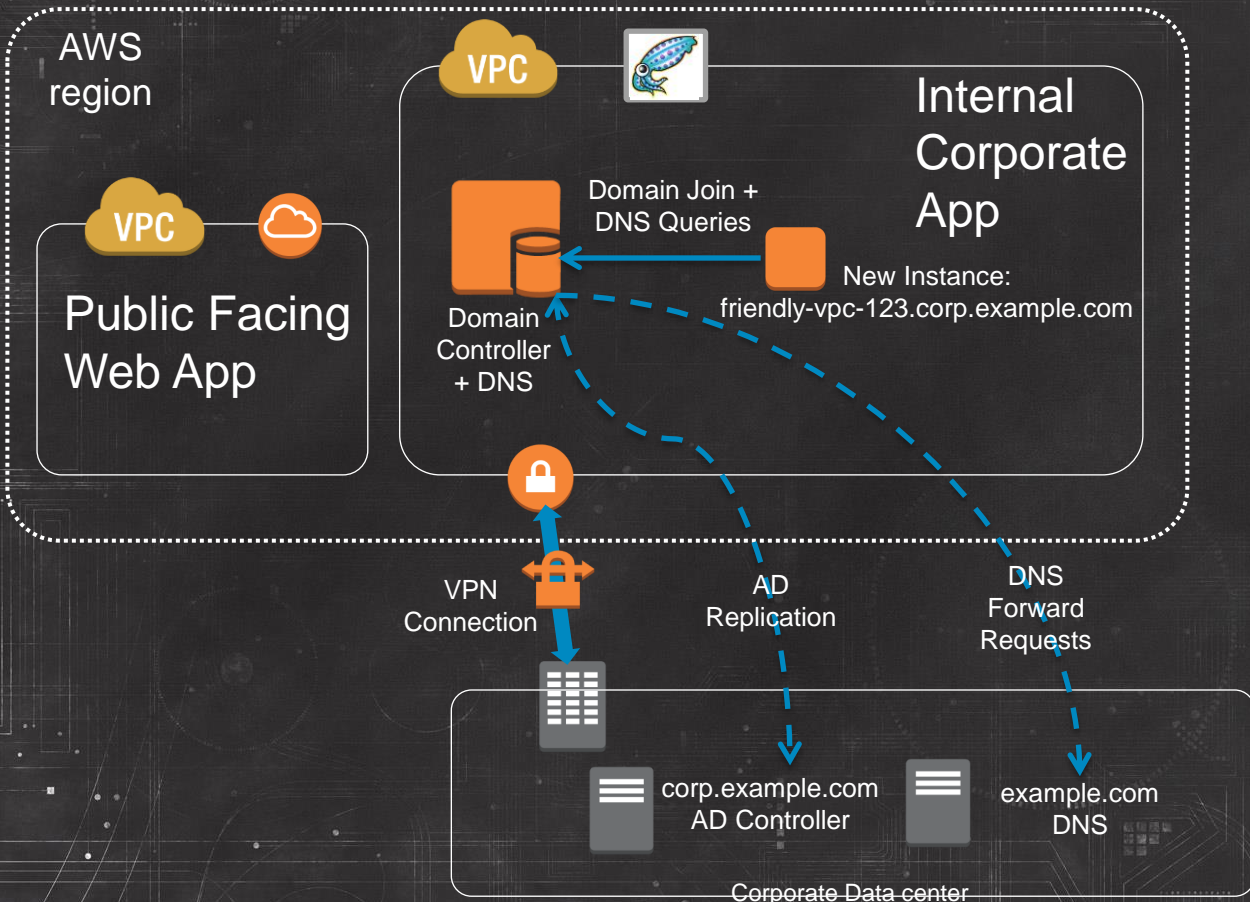 AWS
region
VPC
Internal
Corporate
App
Domain Join +
DNS Queries
VPC
New Instance:
friendly-vpc-123.corp.example.com
Public Facing
Web App
Domain
Controller
+ DNS
VPN
Connection
AD
Replication
DNS
Forward
Requests
corp.example.com
AD Controller
example.com
DNS
Corporate Data center